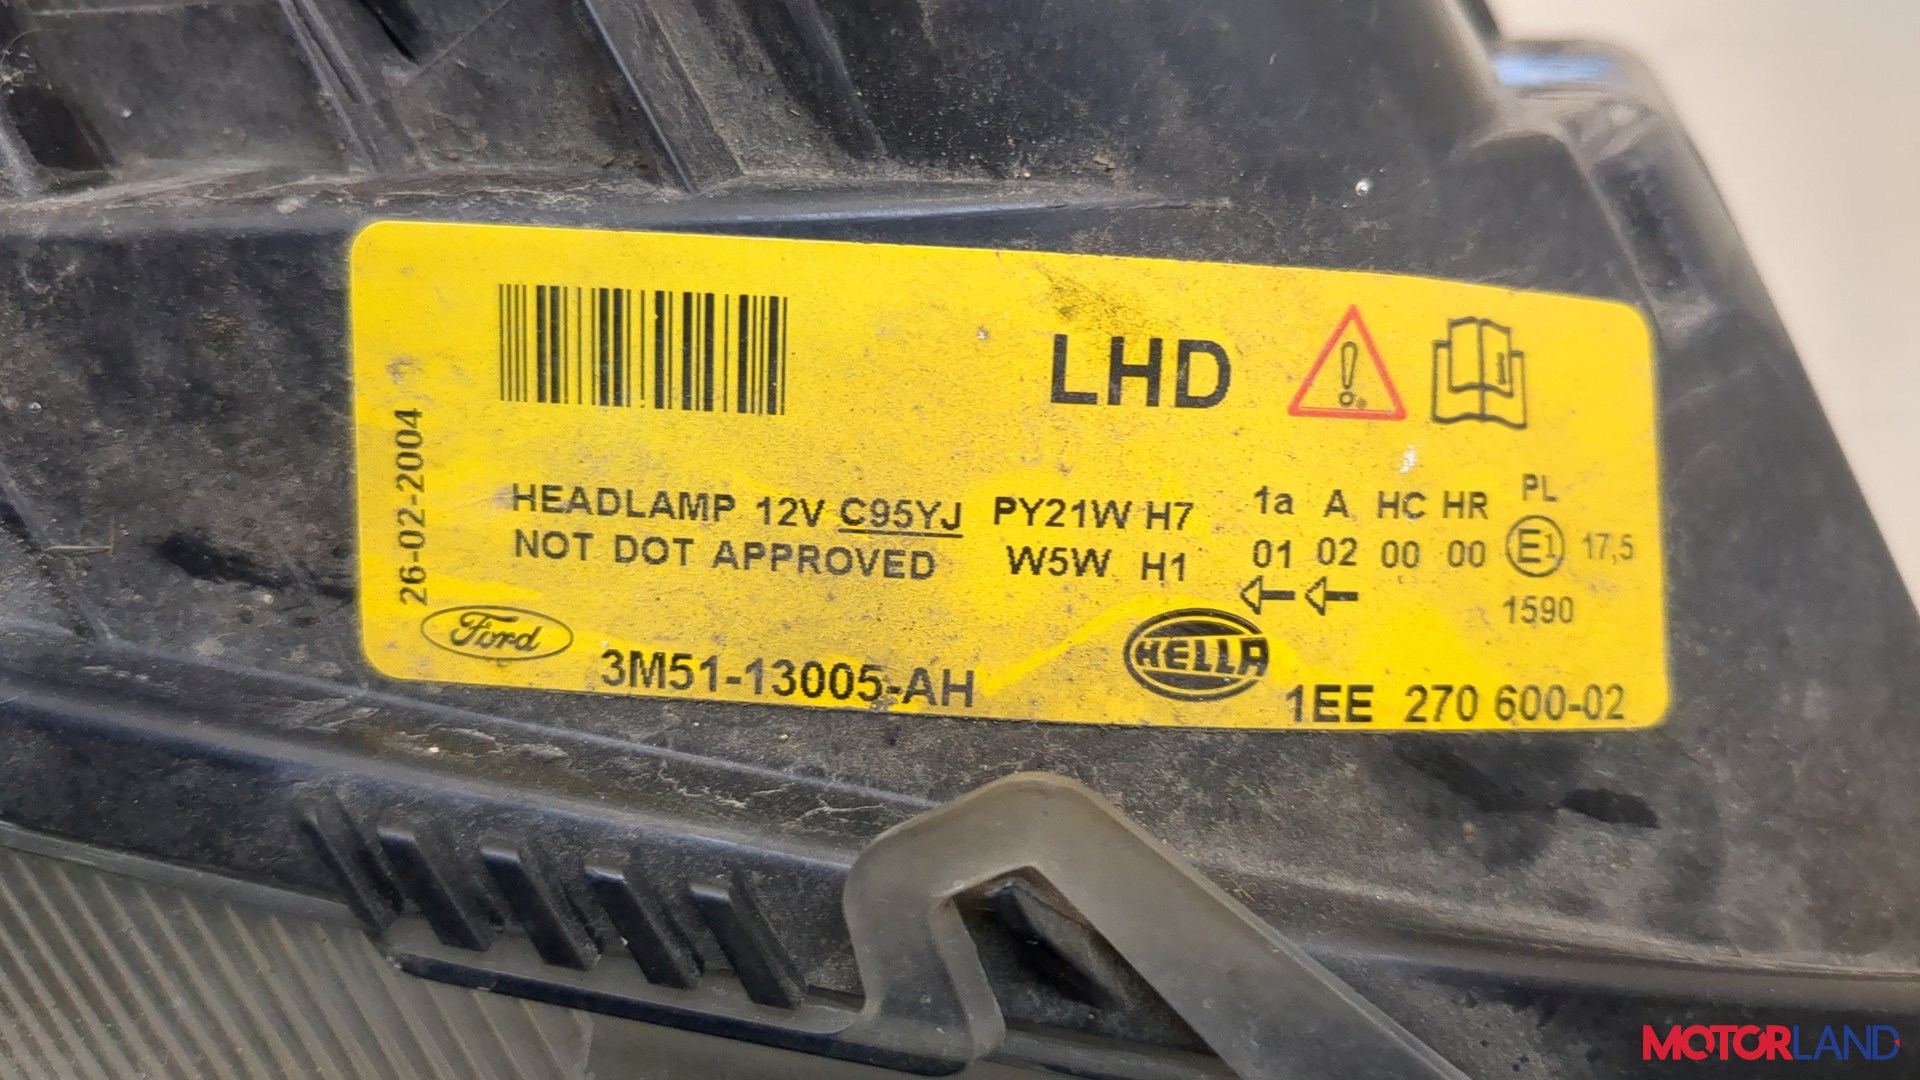 LHD
26-02-2004
HEADLAMP 12V C95YJ PY21W H7 1a A HC HR PL
NOT DOT APPROVED W5W H1 01 02 00 00 E1 17,5
1590
Ford 3M51-13005-AH HELLA 1EE 270 600-02
MOTORLAND